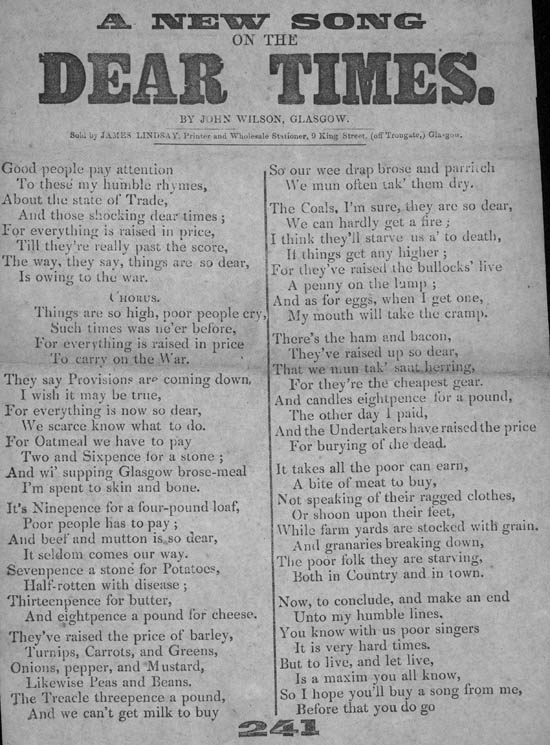 A NEW SONG
ON THE
DEAR TIMES.
BY JOHN WILSON, GLASGOW.
Sold by JAMES LINDSAY, Printer and Wholesale Stationer, 9 King Street, (off Trongate,) Glasgow.
Good people pay attention
To these my humble rhymes,
About the state of Trade,
And those shocking dear times;
For everything is raised in price,
Till they're really past the score,
The way, they say, things are so dear,
Is owing to the war.
CHORUS.
Things are so high, poor people cry,
Such times was ne'er before,
For everything is raised in price
To carry on the War.
They say Provisions are coming down,
I wish it may be true,
For everything is now so dear,
We scarce know what to do.
For Oatmeal we have to pay
Two and Sixpence for a stone;
And wi' supping Glasgow brose-meal
I'm spent to skin and bone.
It's Ninepence for a four-pound loaf,
Poor people has to pay;
And beef and mutton is so dear,
It seldom comes our way.
Sevenpence a stone for Potatoes,
Half-rotten with disease;
Thirteenpence for butter,
And eightpence a pound for cheese.
They've raised the price of barley,
Turnips, Carrots, and Greens,
Onions, pepper, and Mustard,
Likewise Peas and Beans.
The Treacle threepence a pound,
And we can't get milk to buy
So our wee drap brose and parritch
We mun often tak' them dry.
The Coals, I'm sure, they are so dear,
We can hardly get a fire;
I think they'll starve us a' to death,
If things get any higher;
For they've raised the bullocks' live
A penny on the lump;
And as for eggs, when I get one,
My mouth will take the cramp.
There's the ham and bacon,
They've raised up so dear,
That we mun tak' saut herring,
For they're the cheapest gear.
And candles eightpence for a pound,
The other day I paid,
And the Undertakers have raised the price
For burying of the dead.
It takes all the poor can earn,
A bite of meat to buy,
Not speaking of their ragged clothes,
Or shoon upon their feet,
While farm yards are stocked with grain.
And granaries breaking down,
The poor folk they are starving,
Both in Country and in town.
Now, to conclude, and make an end
Unto my humble lines,
You know with us poor singers
It is very hard times.
But to live, and let live,
Is a maxim you all know,
So I hope you'll buy a song from me,
Before that you do go
241